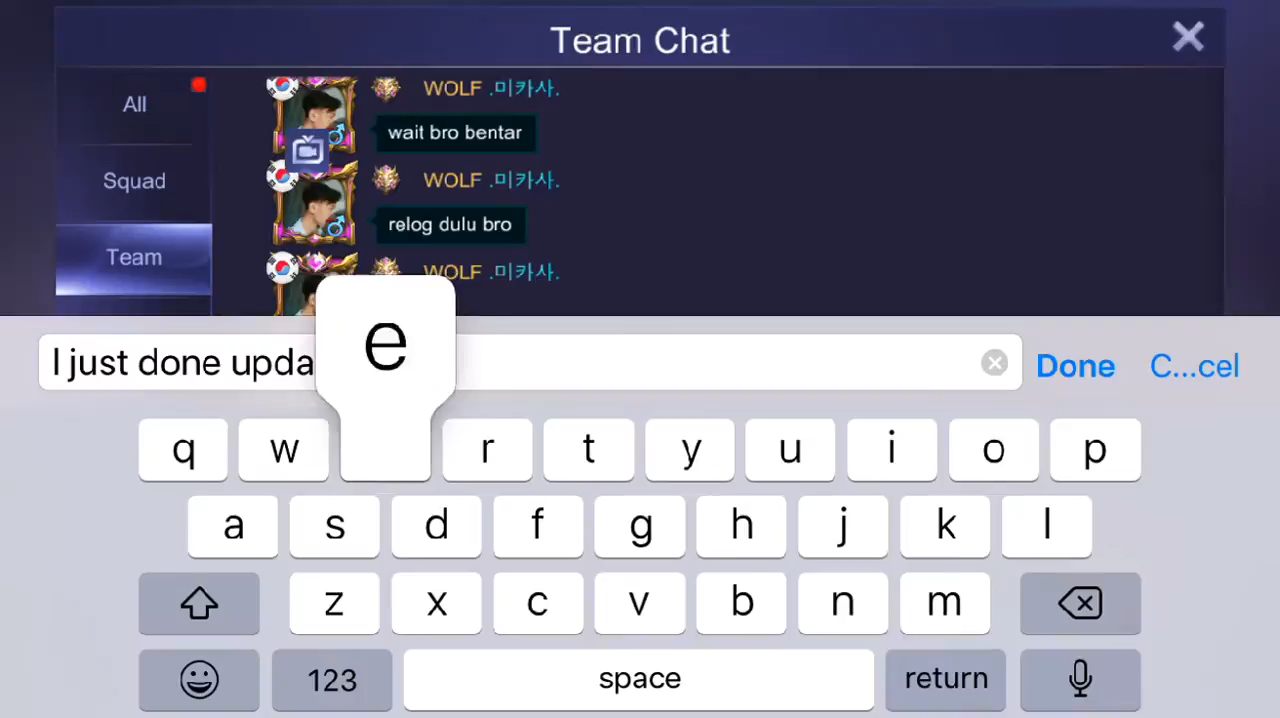 Team Chat
All
WOLF .미카사.
wait bro bentar
Squad
WOLF .미카사.
relog dulu bro
Team
WOLF .미카사.
I just done upda
e
Done
C...cel
q w r t y u i o p
a s d f g h j k l
z x c v b n m
123 space return